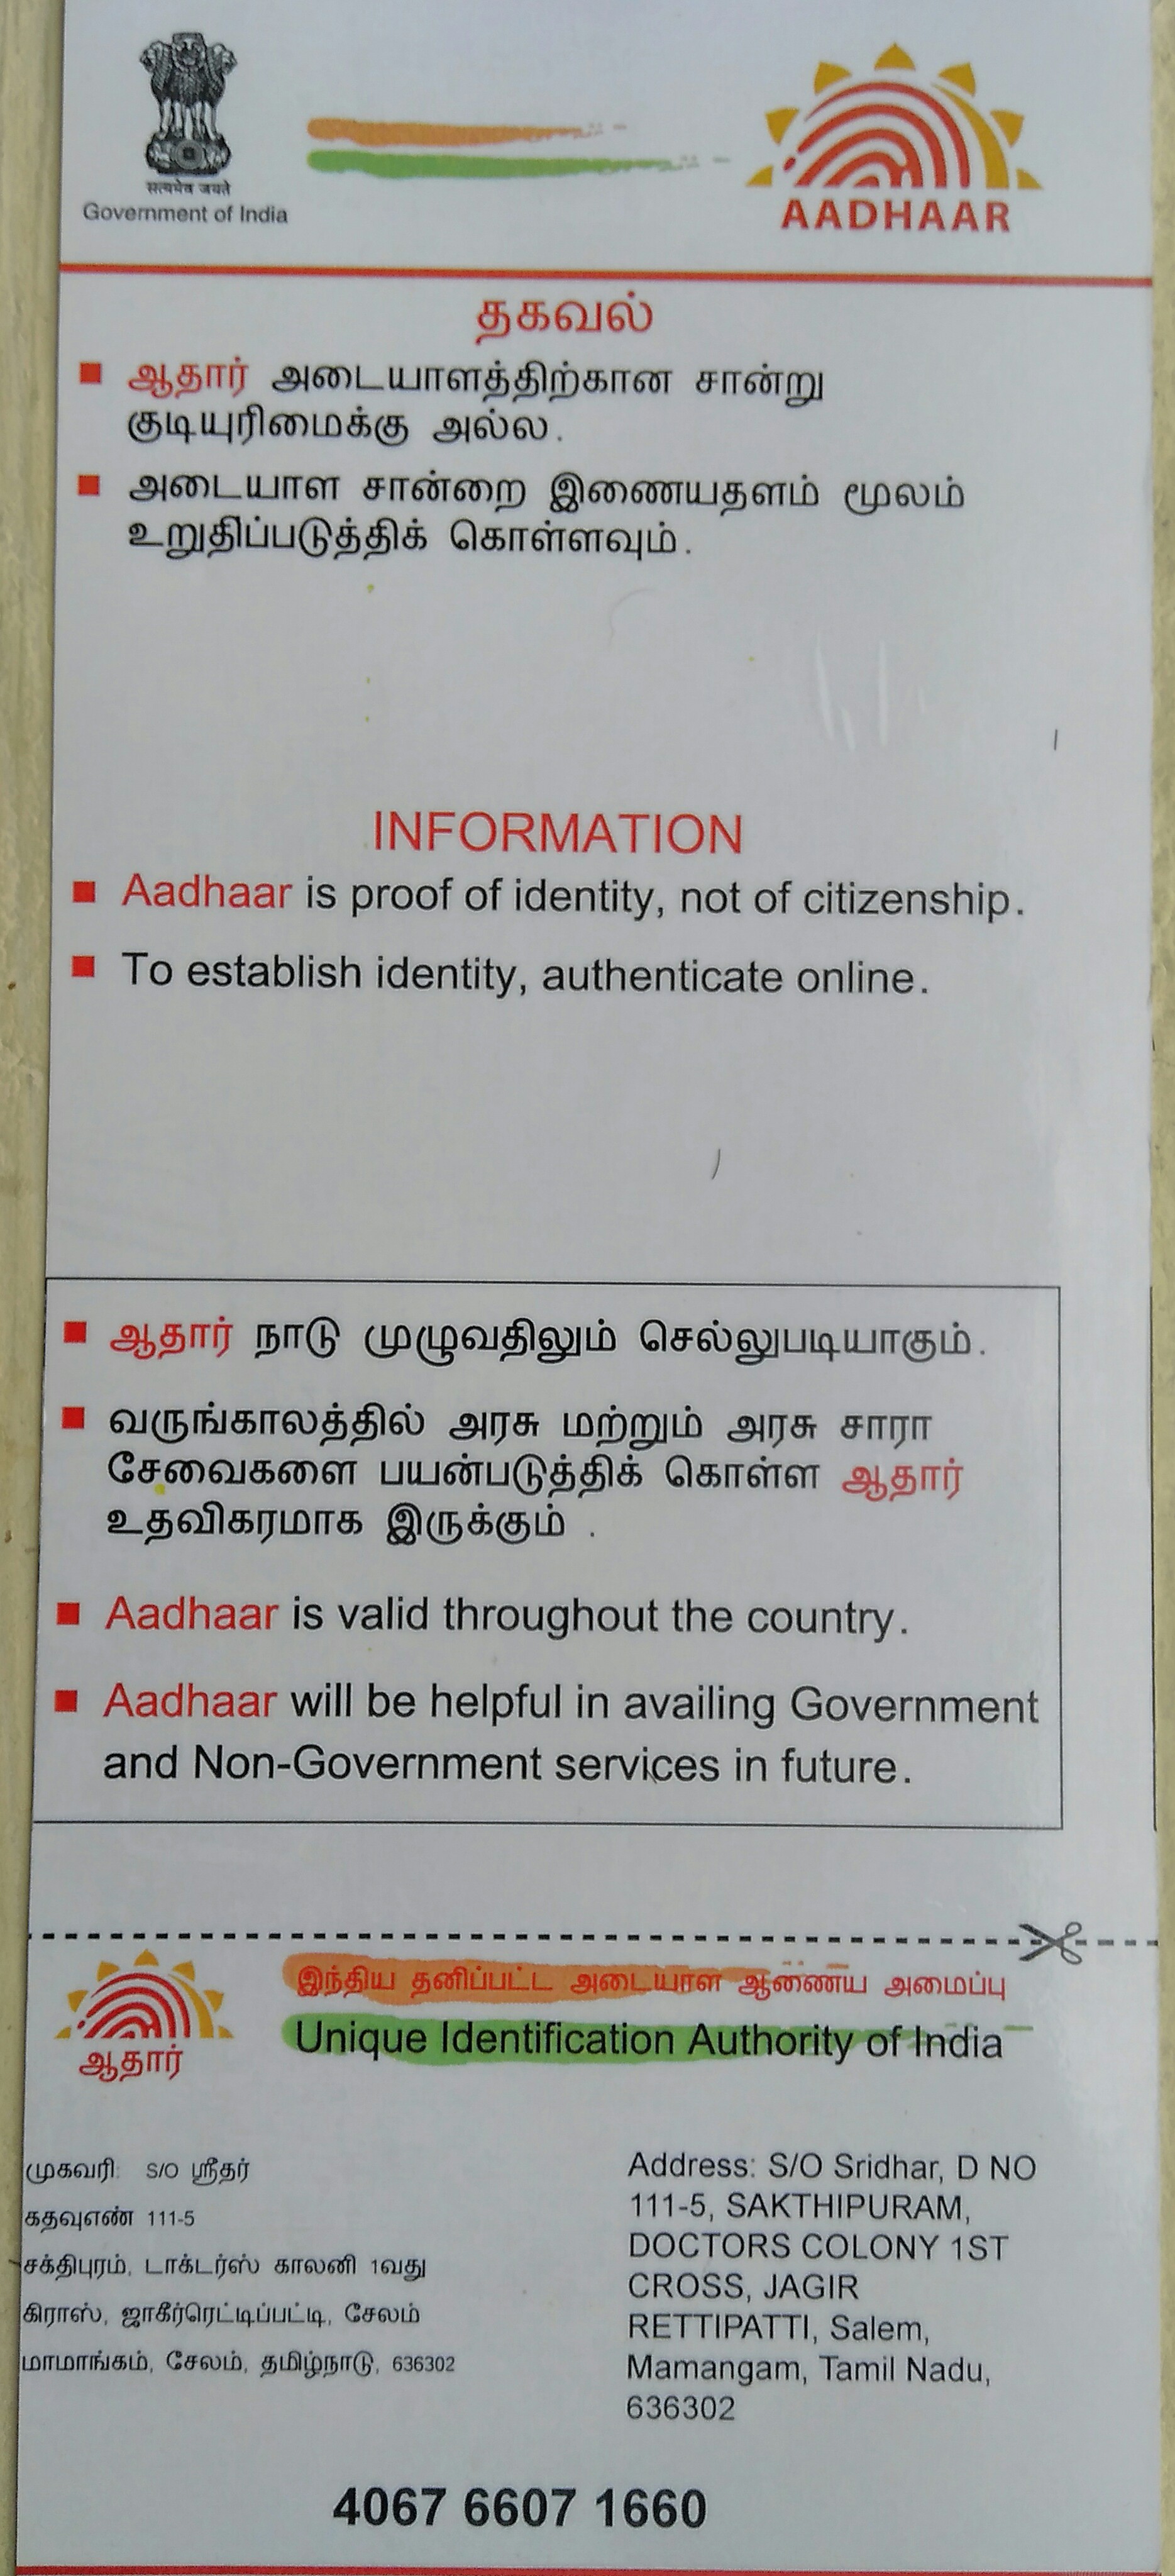 सत्यमेव जयते
Government of India
AADHAAR
தகவல்
ஆதார் அடையாளத்திற்கான சான்று
குடியுரிமைக்கு அல்ல.
அடையாள சான்றை இணையதளம் மூலம்
உறுதிப்படுத்திக் கொள்ளவும்.
INFORMATION
Aadhaar is proof of identity, not of citizenship.
To establish identity, authenticate online.
ஆதார் நாடு முழுவதிலும் செல்லுபடியாகும்.
வருங்காலத்தில் அரசு மற்றும் அரசு சாரா
சேவைகளை பயன்படுத்திக் கொள்ள ஆதார்
உதவிகரமாக இருக்கும் .
Aadhaar is valid throughout the country.
Aadhaar will be helpful in availing Government
and Non-Government services in future.
இந்திய தனிப்பட்ட அடையாள ஆணைய அமைப்பு
Unique Identification Authority of India
ஆதார்
முகவரி: S/O ஸ்ரீதர்
கதவுஎண் 111-5
சக்திபுரம், டாக்டர்ஸ் காலனி 1வது
கிராஸ், ஜாகீர்ரெட்டிப்பட்டி, சேலம்
மாமாங்கம், சேலம், தமிழ்நாடு, 636302
Address: S/O Sridhar, D NO
111-5, SAKTHIPURAM,
DOCTORS COLONY 1ST
CROSS, JAGIR
RETTIPATTI, Salem,
Mamangam, Tamil Nadu,
636302
4067 6607 1660